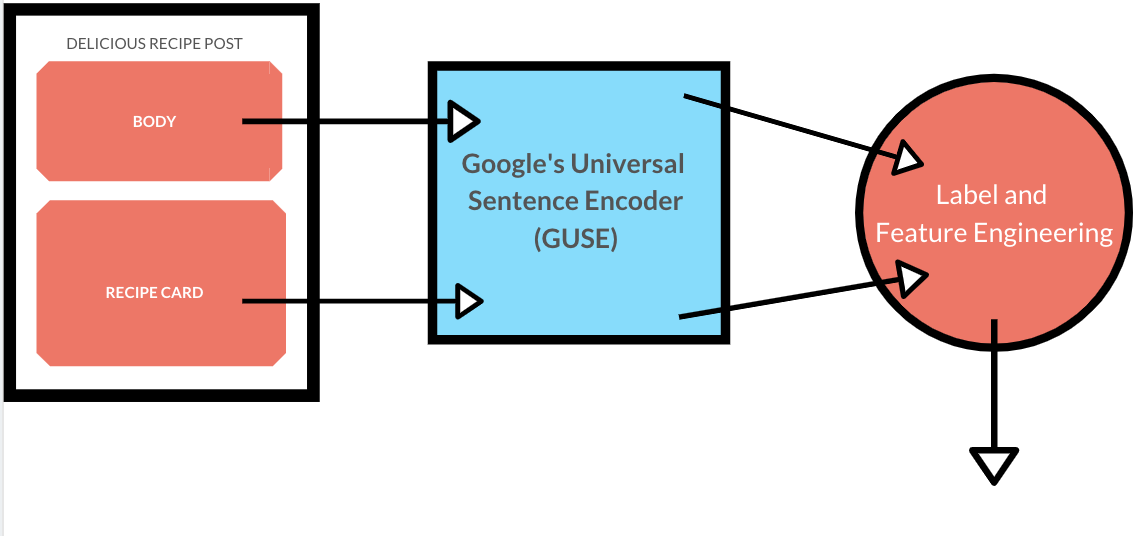 DELICIOUS RECIPE POST
BODY
RECIPE CARD
Google's Universal
Sentence Encoder
(GUSE)
Label and
Feature Engineering